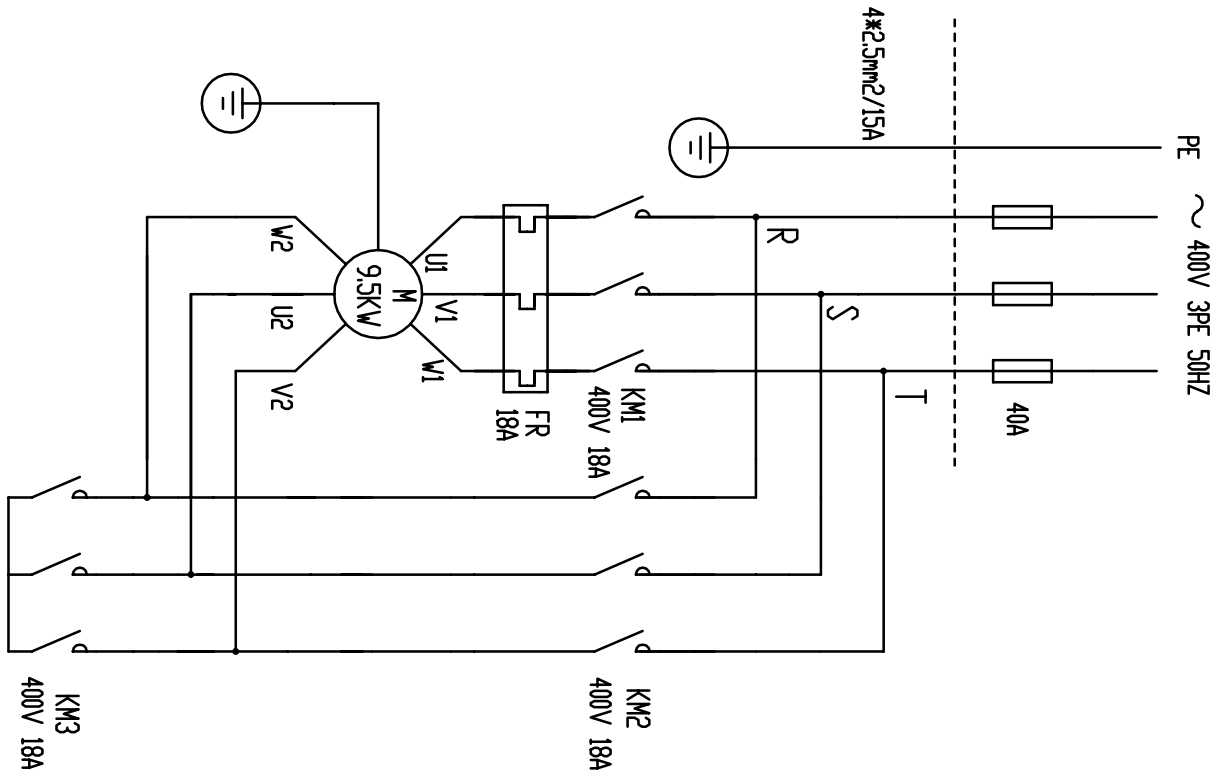 PE
∼ 400V 3PE 50HZ
40A
4*2.5mm2/15A
R
S
T
KM1
400V 18A
KM2
400V 18A
FR
18A
U1
V1
W1
M
9.5KW
W2
U2
V2
KM3
400V 18A